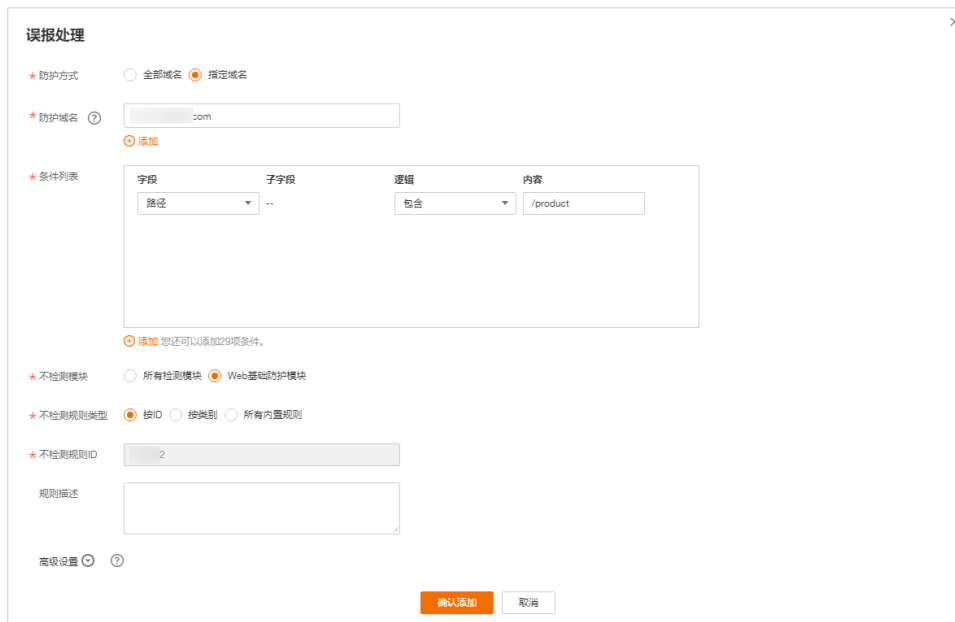 误报处理
* 防护方式 全部域名 指定域名
* 防护域名 ? com
添加
* 条件列表 字段 子字段 逻辑 内容
路径 -- 包含 /product
添加 您还可以添加29项条件。
* 不检测模块 所有检测模块 Web基础防护模块
* 不检测规则类型 按ID 按类别 所有内置规则
* 不检测规则ID 2
规则描述
高级设置 ?
确认添加 取消